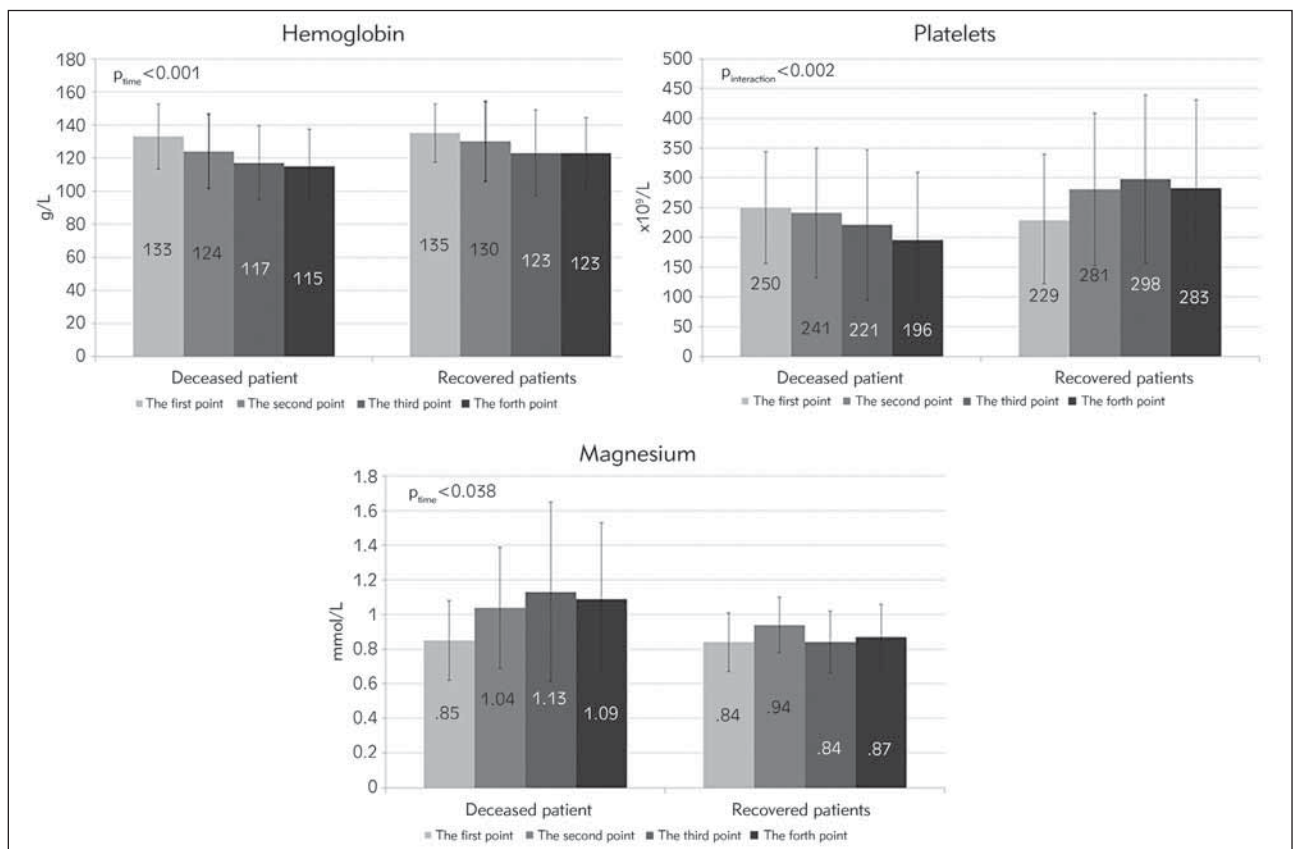 Hemoglobin
p time <0.001
g/L
180
160
140
120
100
80
60
40
20
0
133
124
117
115
135
130
123
123
Deceased patient
Recovered patients
The first point
The second point
The third point
The forth point
Platelets
p interaction <0.002
x10⁹/L
500
450
400
350
300
250
200
150
100
50
0
250
241
221
196
229
281
298
283
Deceased patient
Recovered patients
The first point
The second point
The third point
The forth point
Magnesium
p time <0.038
mmol/L
1.8
1.6
1.4
1.2
1
0.8
0.6
0.4
0.2
0
.85
1.04
1.13
1.09
.84
.94
.84
.87
Deceased patient
Recovered patients
The first point
The second point
The third point
The forth point